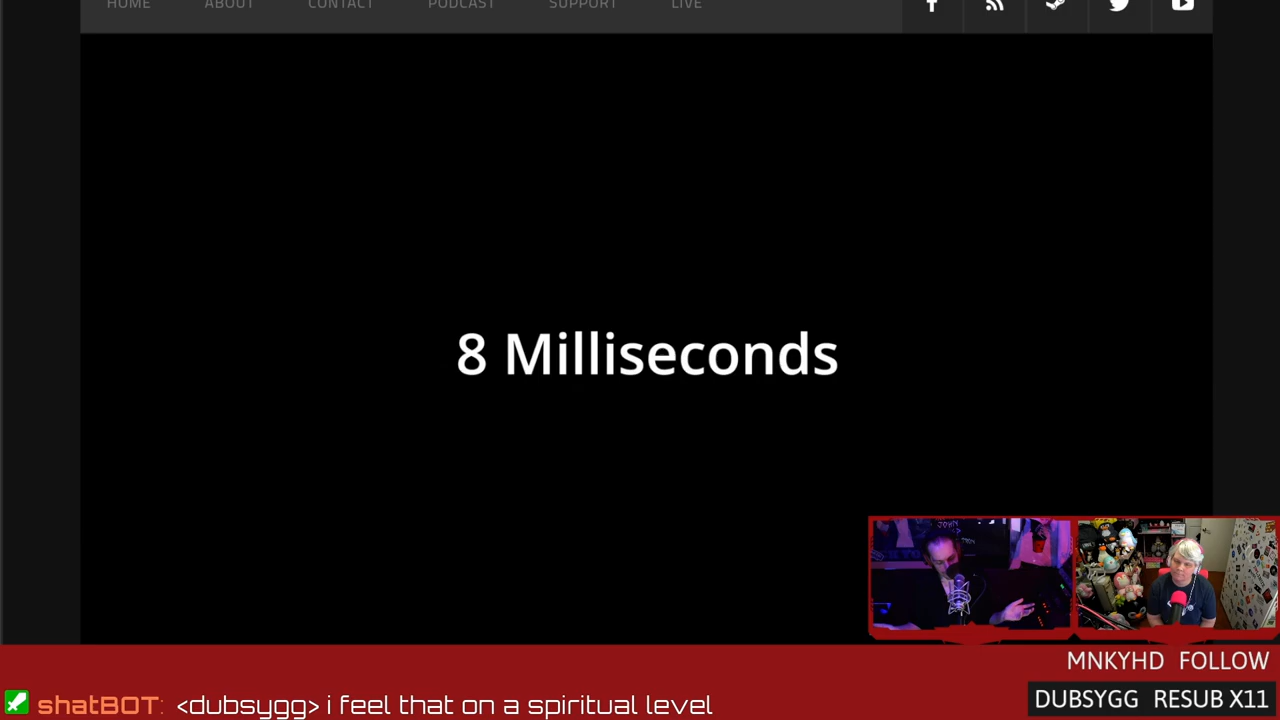 HOME ABOUT CONTACT PODCAST SUPPORT LIVE
8 Milliseconds
JOHN
MNKYHD FOLLOW
shatBOT: <dubsygg> i feel that on a spiritual level
DUBSYGG RESUB X11